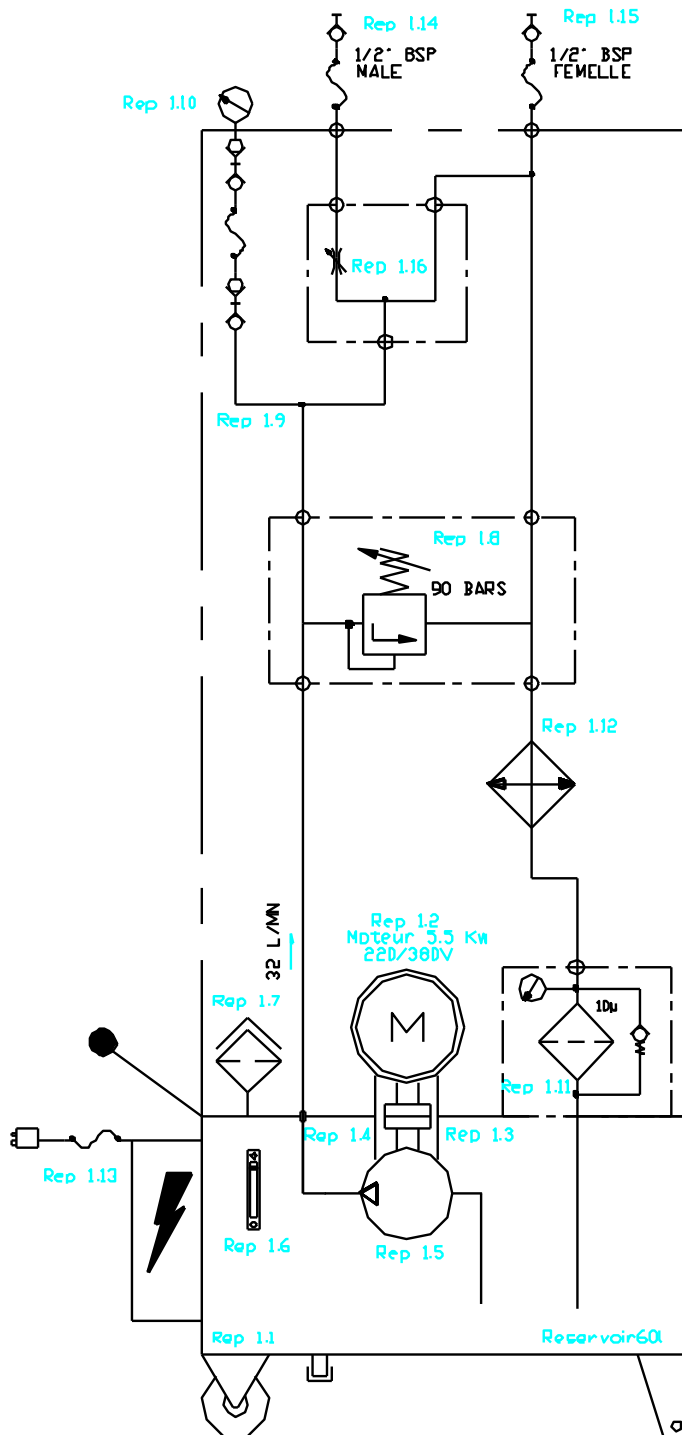 Rep 1.14
Rep 1.15
1/2" BSP
MALE
1/2" BSP
FEMELLE
Rep 1.10
Rep 1.16
Rep 1.9
Rep 1.8
90 BARS
Rep 1.12
32 L/MN
Rep 1.2
Moteur 5.5 Kw
220/380V
Rep 1.7
M
10µ
Rep 1.11
Rep 1.4
Rep 1.3
Rep 1.13
Rep 1.6
Rep 1.5
Rep 1.1
Reservoir60l